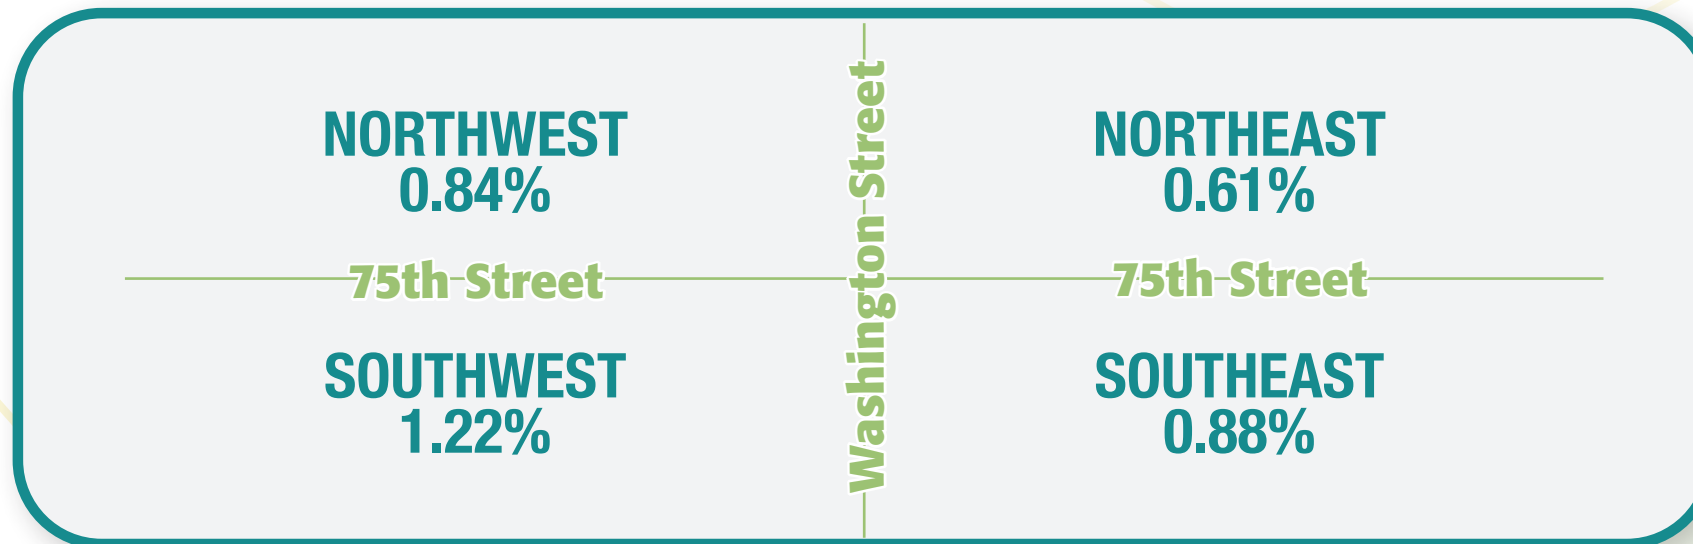 NORTHWEST
0.84%
NORTHEAST
0.61%
Washington Street
75th Street
75th Street
SOUTHWEST
1.22%
SOUTHEAST
0.88%